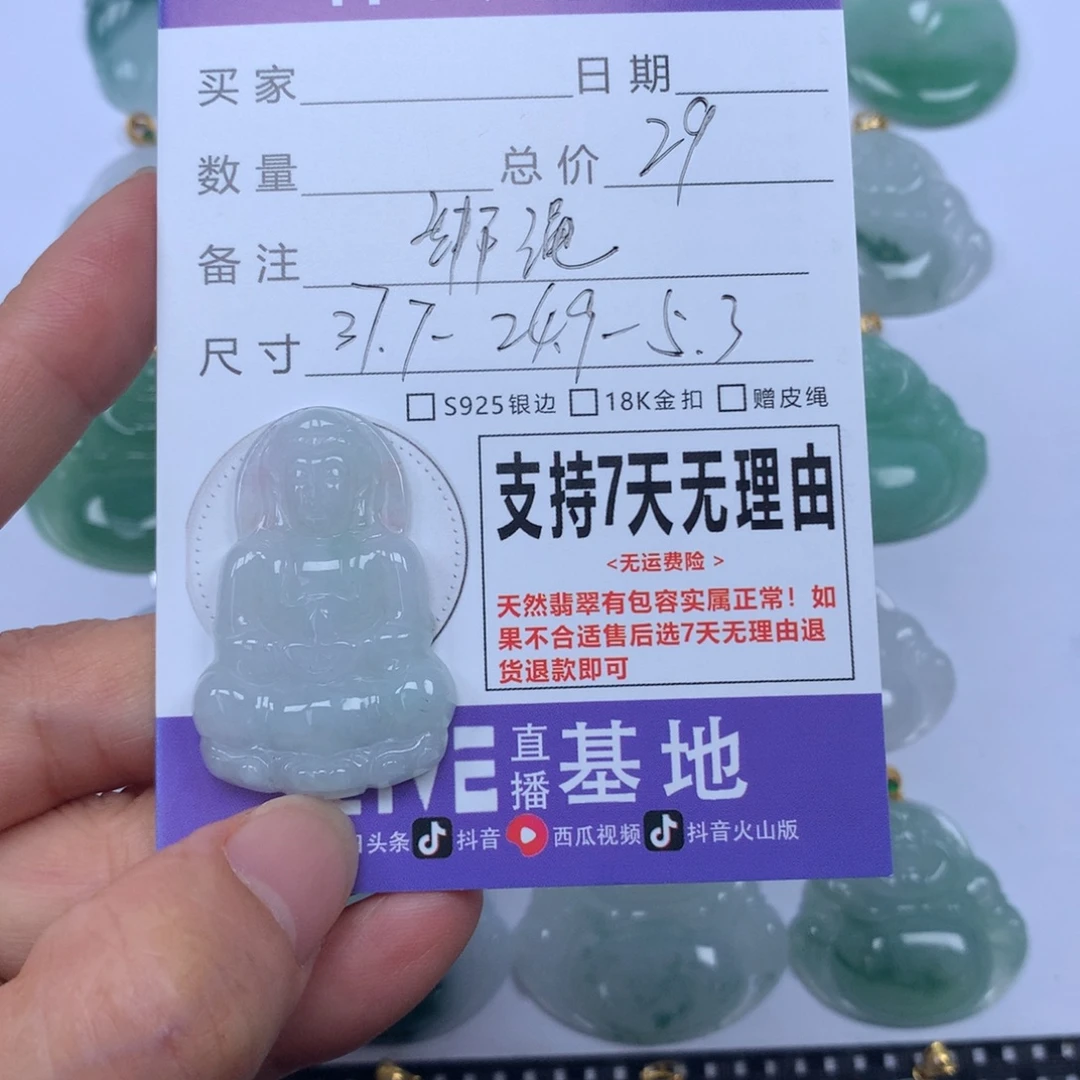 买家 日期
数量 总价 29
备注 绑绳
尺寸 37.7-24.9-5.3
S925银边 18K金扣 赠皮绳
支持7天无理由
<无运费险 >
天然翡翠有包容实属正常！如
果不合适售后选7天无理由退
货退款即可
直播 基地
头条 抖音 西瓜视频 抖音火山版